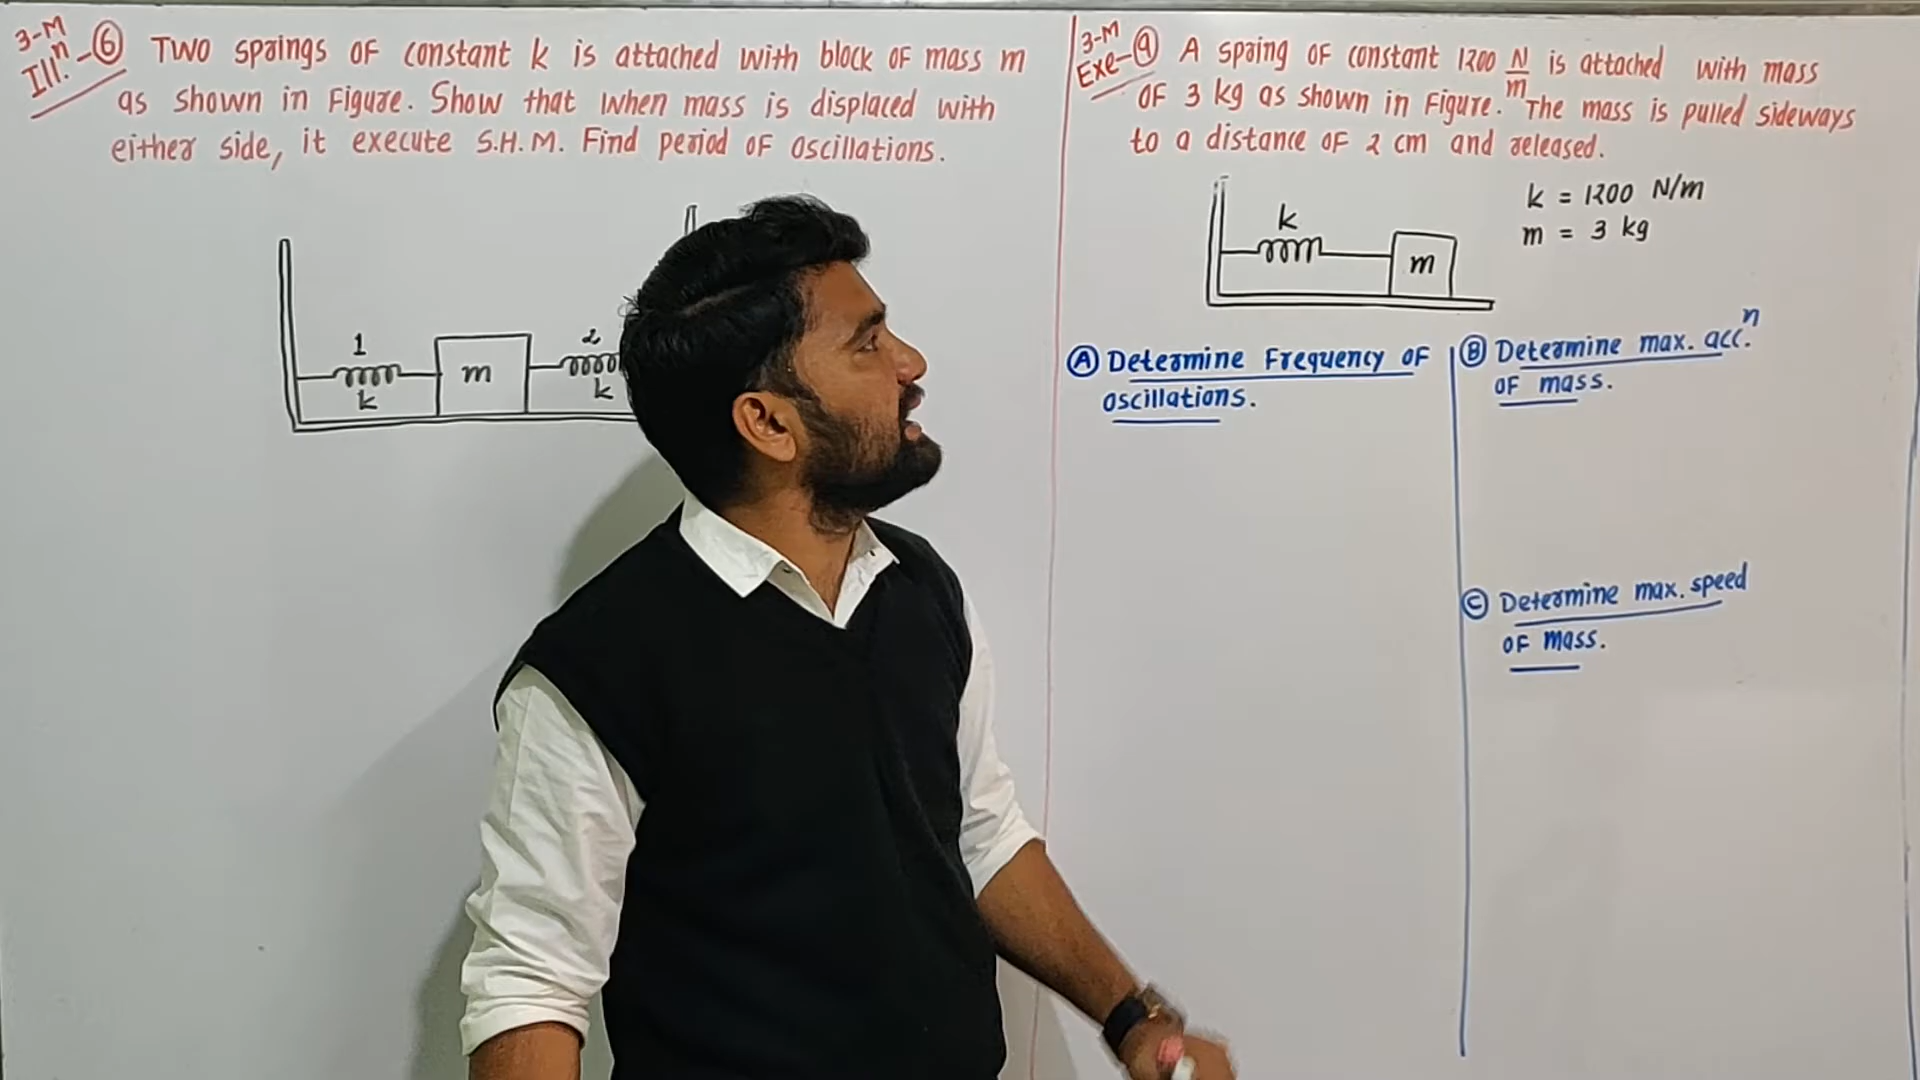 3-M
Illⁿ. - ⑥ Two springs of constant k is attached with block of mass m
as shown in Figure. Show that when mass is displaced with
either side, it execute S.H.M. Find period of oscillations.
1
k
m
2
k
3-M
Exe-⑨ A spring of constant 1200 N/m is attached with mass
of 3 kg as shown in Figure. The mass is pulled sideways
to a distance of 2 cm and released.
k
m
k = 1200 N/m
m = 3 kg
Ⓐ Determine Frequency of
oscillations.
Ⓑ Determine max. accⁿ.
of mass.
Ⓒ Determine max. speed
of mass.